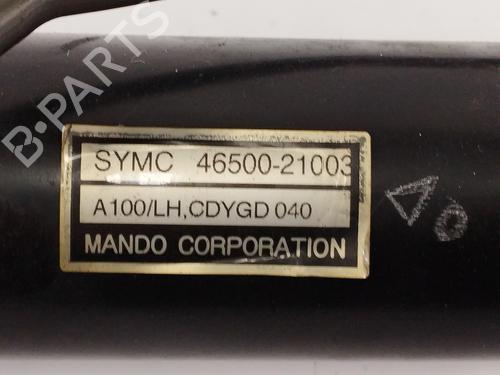 B-PARTS
SYMC 46500-21003
A100/LH,CDYGD 040
MANDO CORPORATION